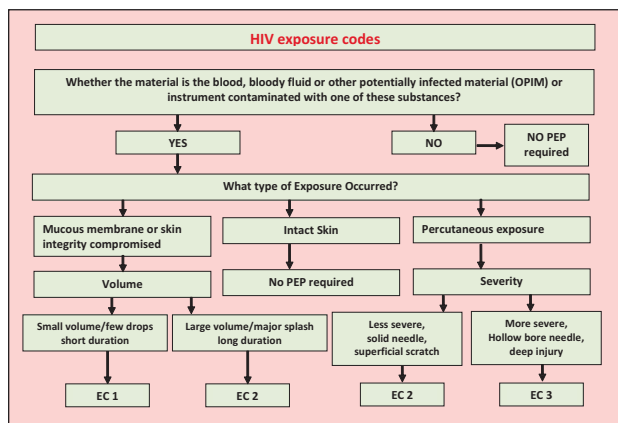 HIV exposure codes
Whether the material is the blood, bloody fluid or other potentially infected material (OPIM) or
instrument contaminated with one of these substances?
YES
NO
NO PEP
required
What type of Exposure Occurred?
Mucous membrane or skin
integrity compromised
Intact Skin
Percutaneous exposure
Volume
No PEP required
Severity
Small volume/few drops
short duration
Large volume/major splash
long duration
Less severe,
solid needle,
superficial scratch
More severe,
Hollow bore needle,
deep injury
EC 1
EC 2
EC 2
EC 3